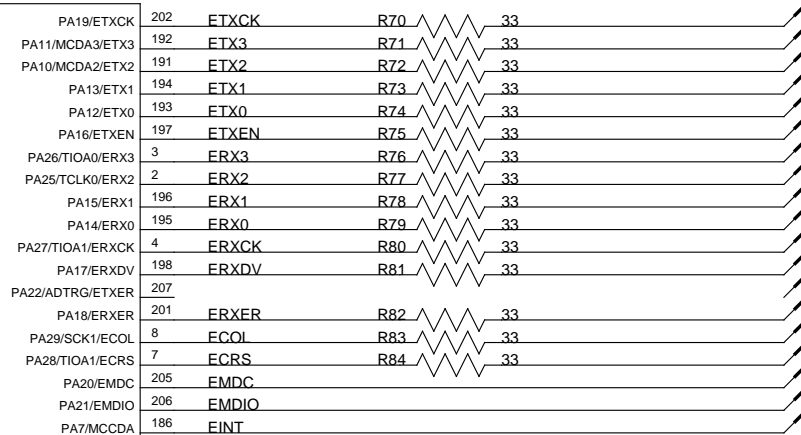 PA19/ETXCK 202 ETXCK R70 33
PA11/MCDA3/ETX3 192 ETX3 R71 33
PA10/MCDA2/ETX2 191 ETX2 R72 33
PA13/ETX1 194 ETX1 R73 33
PA12/ETX0 193 ETX0 R74 33
PA16/ETXEN 197 ETXEN R75 33
PA26/TIOA0/ERX3 3 ERX3 R76 33
PA25/TCLK0/ERX2 2 ERX2 R77 33
PA15/ERX1 196 ERX1 R78 33
PA14/ERX0 195 ERX0 R79 33
PA27/TIOA1/ERXCK 4 ERXCK R80 33
PA17/ERXDV 198 ERXDV R81 33
PA22/ADTRG/ETXER 207
PA18/ERXER 201 ERXER R82 33
PA29/SCK1/ECOL 8 ECOL R83 33
PA28/TIOA1/ECRS 7 ECRS R84 33
PA20/EMDC 205 EMDC
PA21/EMDIO 206 EMDIO
PA7/MCCDA 186 EINT